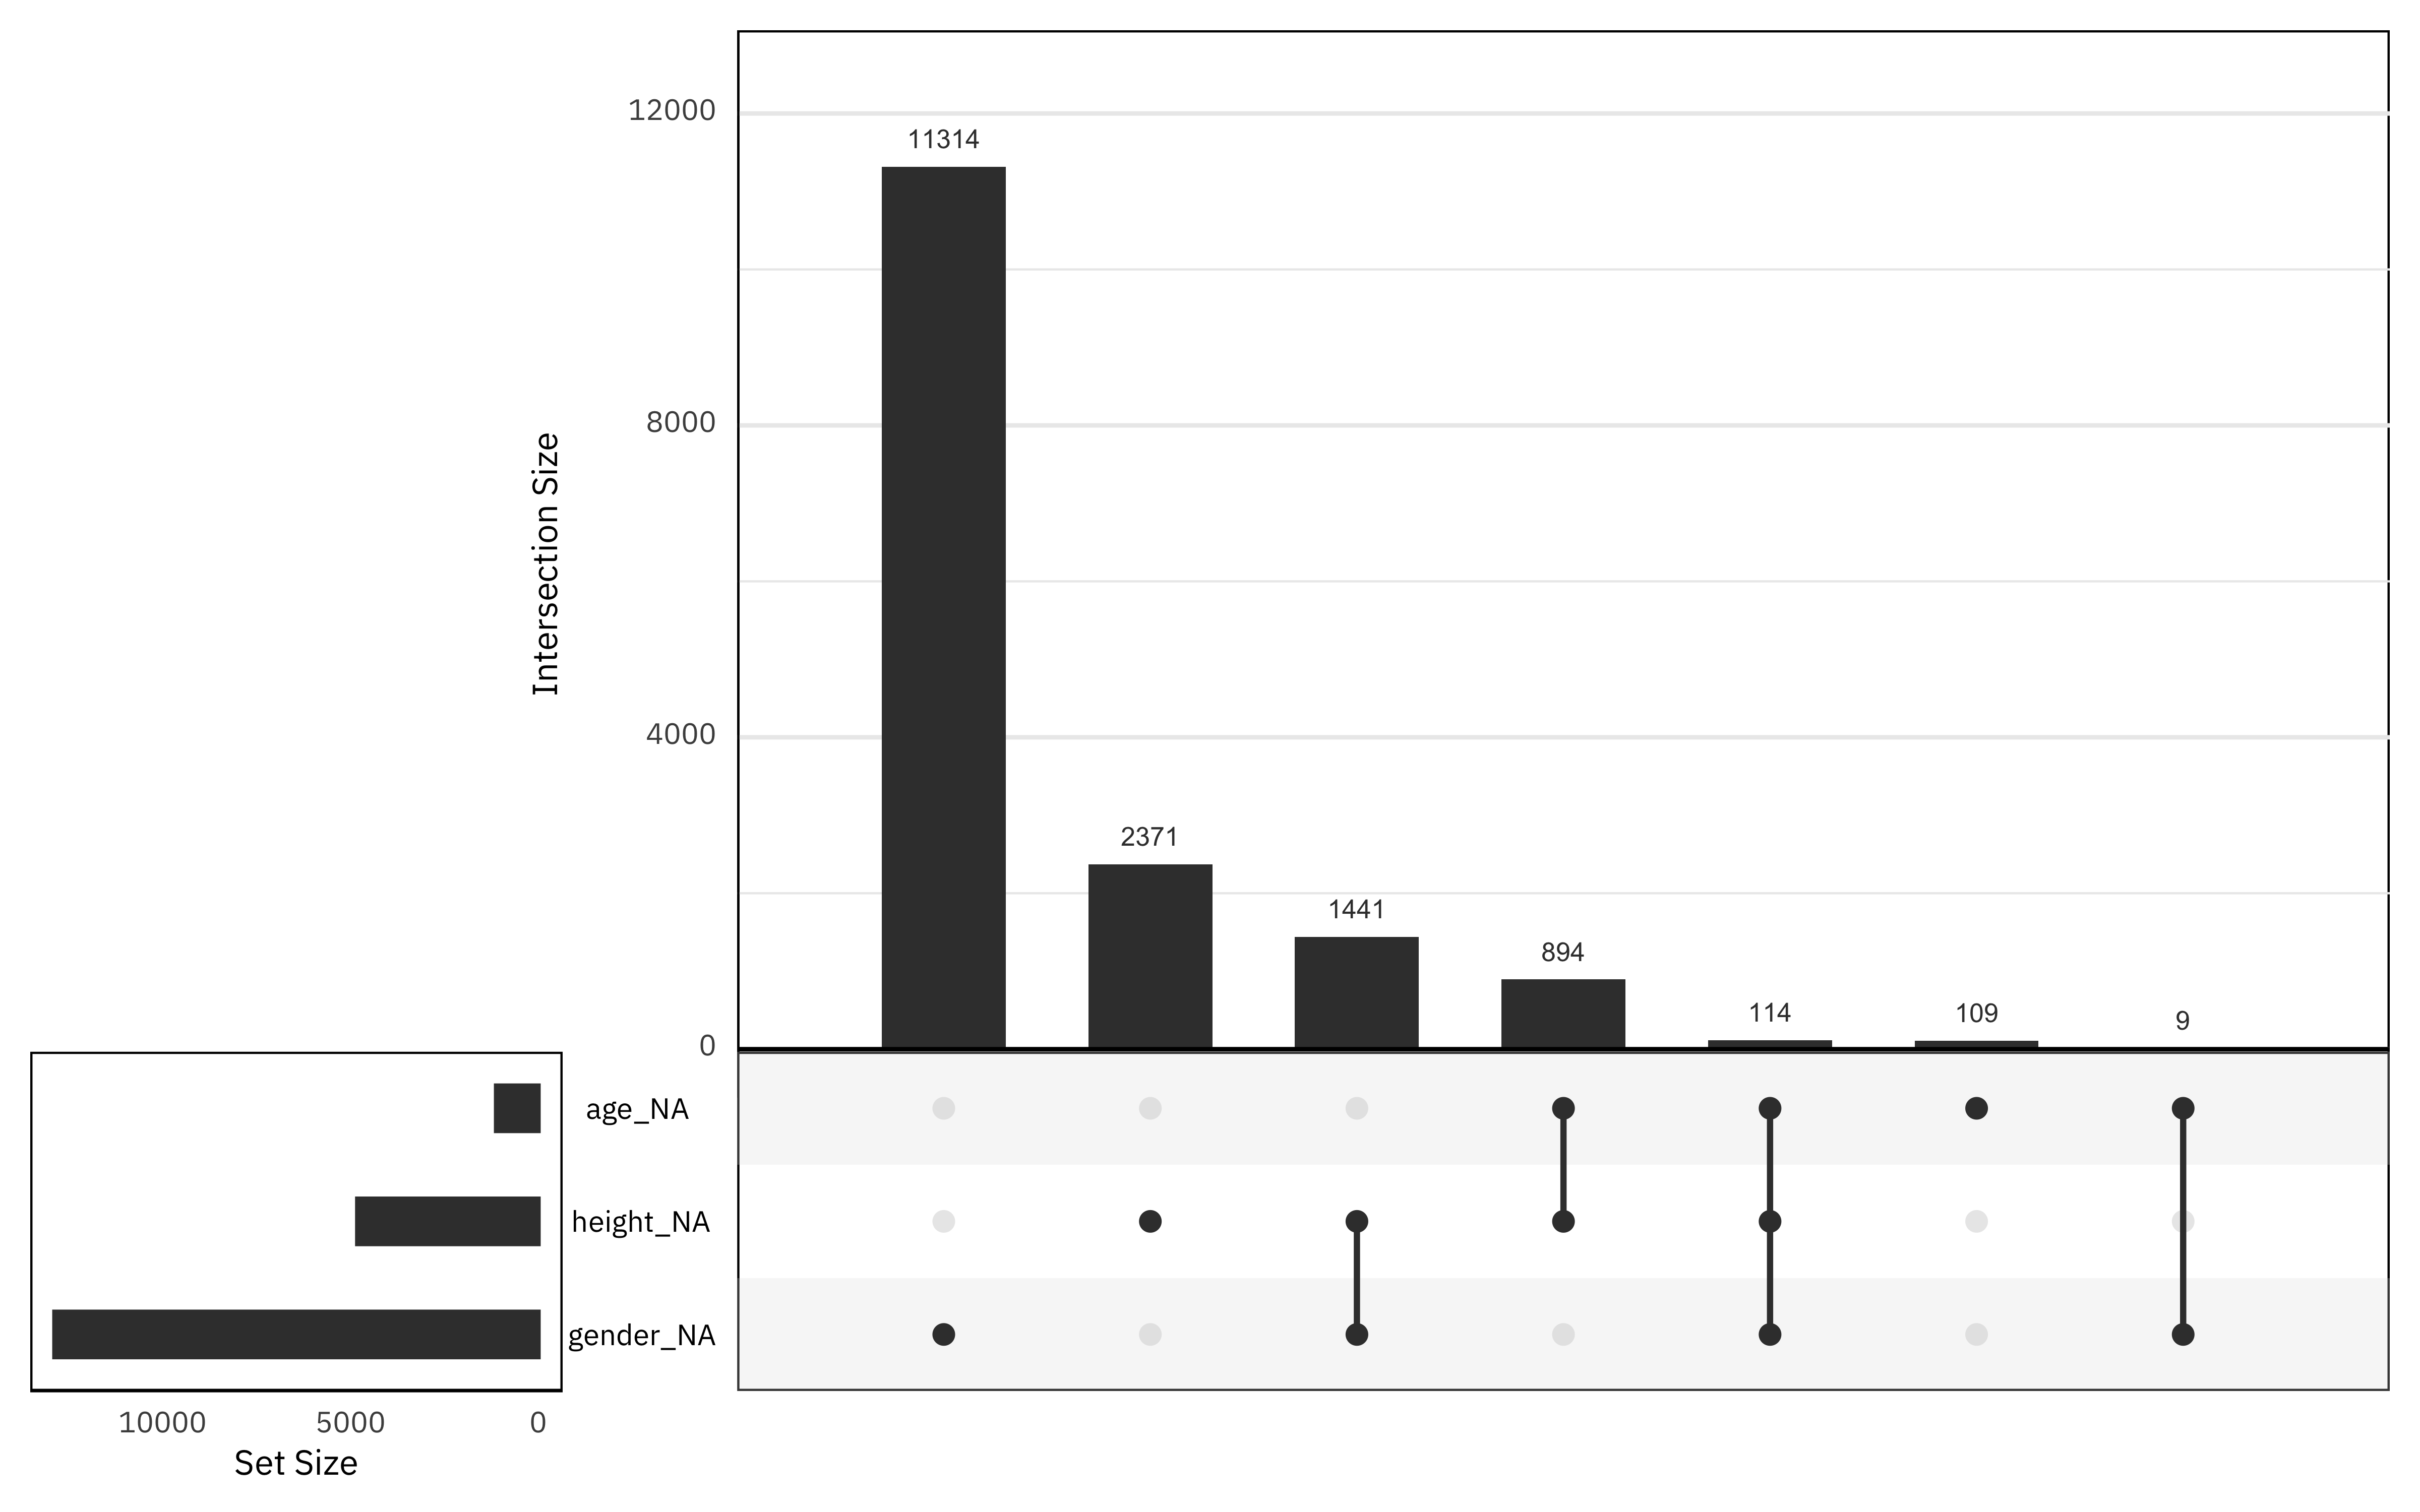 12000
11314
8000
Intersection Size
4000
2371
1441
894
114
109
9
0
age_NA
height_NA
gender_NA
10000 5000 0
Set Size